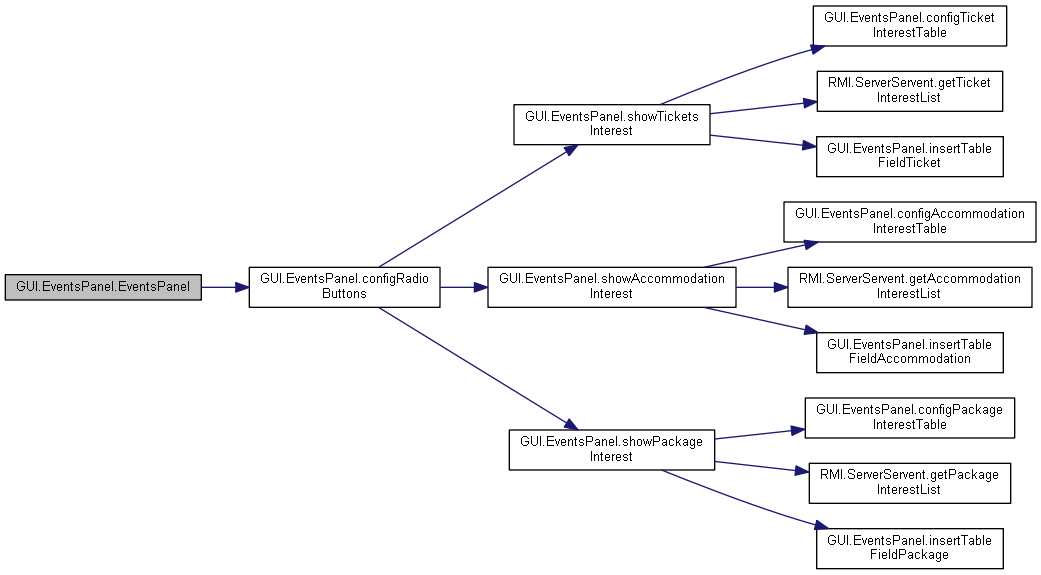 GUI.EventsPanel.EventsPanel
GUI.EventsPanel.configRadio
Buttons
GUI.EventsPanel.showTickets
Interest
GUI.EventsPanel.configTicket
InterestTable
RMI.ServerServent.getTicket
InterestList
GUI.EventsPanel.insertTable
FieldTicket
GUI.EventsPanel.showAccommodation
Interest
GUI.EventsPanel.configAccommodation
InterestTable
RMI.ServerServent.getAccommodation
InterestList
GUI.EventsPanel.insertTable
FieldAccommodation
GUI.EventsPanel.showPackage
Interest
GUI.EventsPanel.configPackage
InterestTable
RMI.ServerServent.getPackage
InterestList
GUI.EventsPanel.insertTable
FieldPackage